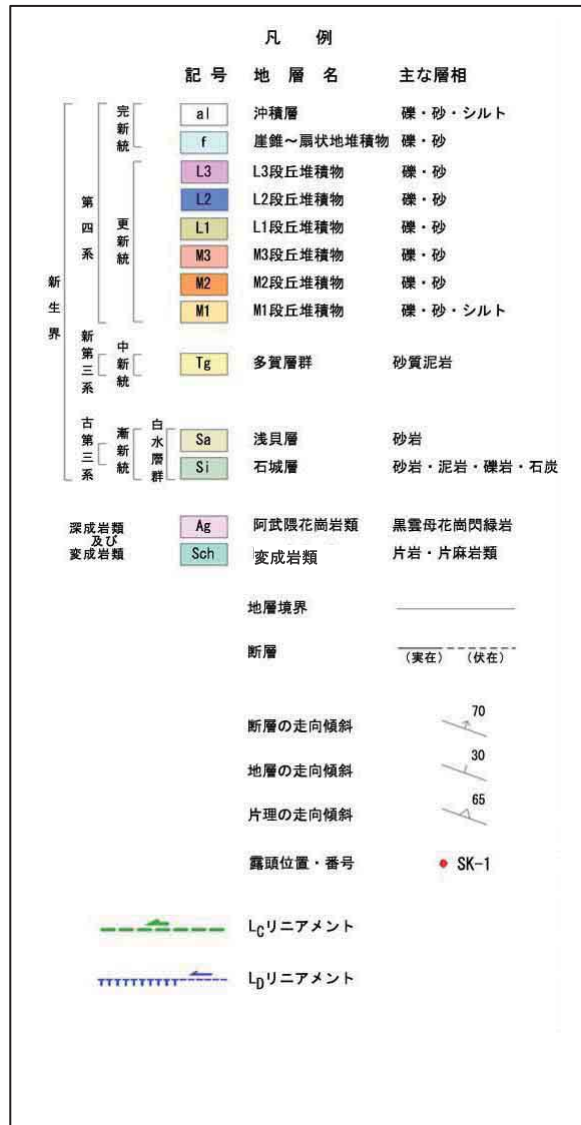 凡 例
記号 地層名 主な層相
新生界
第四系
完新統
al 沖積層 礫・砂・シルト
f 崖錐～扇状地堆積物 礫・砂
更新統
L3 L3段丘堆積物 礫・砂
L2 L2段丘堆積物 礫・砂
L1 L1段丘堆積物 礫・砂
M3 M3段丘堆積物 礫・砂
M2 M2段丘堆積物 礫・砂
M1 M1段丘堆積物 礫・砂・シルト
新第三系
中新統
Tg 多賀層群 砂質泥岩
古第三系
漸新統
白水層群
Sa 浅貝層 砂岩
Si 石城層 砂岩・泥岩・礫岩・石炭
深成岩類
及び
変成岩類
Ag 阿武隈花崗岩類 黒雲母花崗閃緑岩
Sch 変成岩類 片岩・片麻岩類
地層境界
断層 (実在) (伏在)
断層の走向傾斜 70
地層の走向傾斜 30
片理の走向傾斜 65
露頭位置・番号 SK-1
LCリニアメント
LDリニアメント